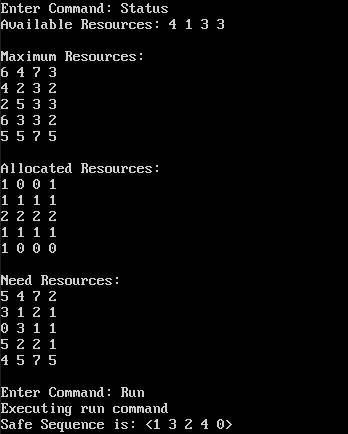 Enter Command: Status
Available Resources: 4 1 3 3
Maximum Resources:
6 4 7 3
4 2 3 2
2 5 3 3
6 3 3 2
5 5 7 5
Allocated Resources:
1 0 0 1
1 1 1 1
2 2 2 2
1 1 1 1
1 0 0 0
Need Resources:
5 4 7 2
3 1 2 1
0 3 1 1
5 2 2 1
4 5 7 5
Enter Command: Run
Executing run command
Safe Sequence is: <1 3 2 4 0>